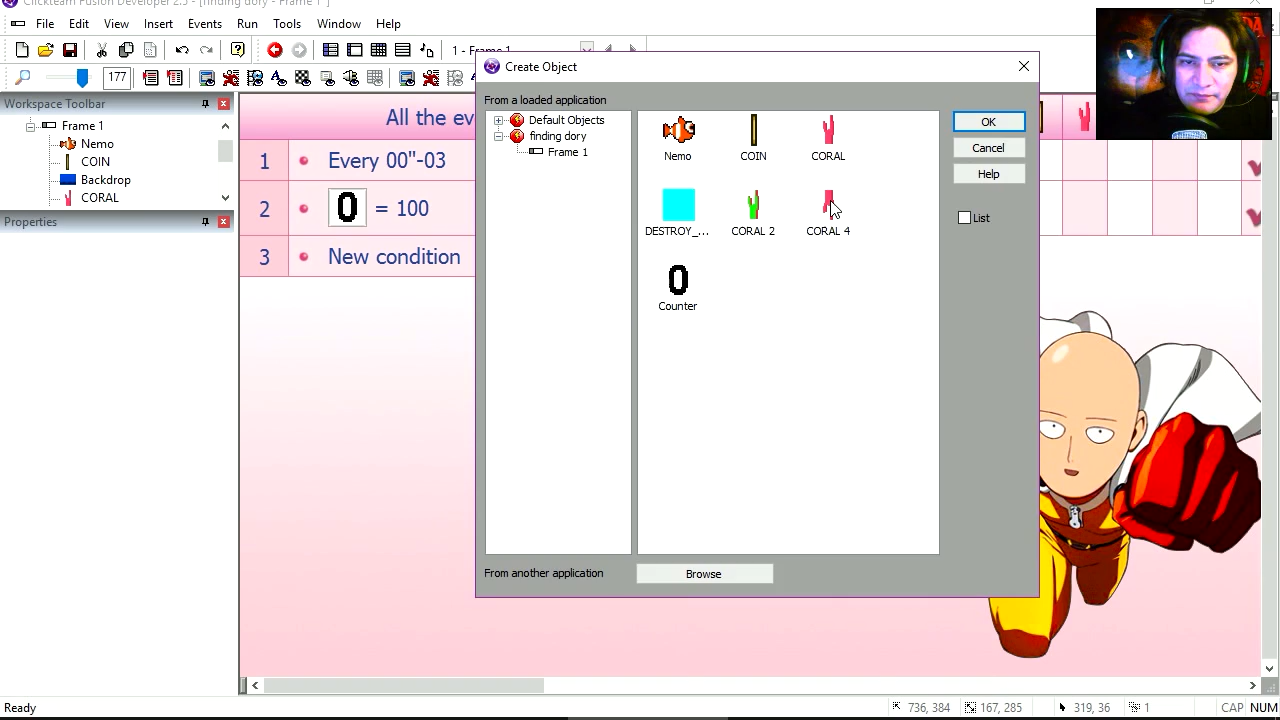 Clickteam Fusion Developer 2.5 - [finding dory - Frame 1 ]
File Edit View Insert Events Run Tools Window Help
1 - Frame 1
177
Workspace Toolbar
Frame 1
Nemo
COIN
Backdrop
CORAL
Properties
All the ev
1 Every 00"-03
2 0 = 100
3 New condition
Create Object
From a loaded application
Default Objects
finding dory
Frame 1
Nemo COIN CORAL
DESTROY_... CORAL 2 CORAL 4
0
Counter
OK
Cancel
Help
List
From another application Browse
Ready 736, 384 167, 285 319, 36 1 CAP NUM